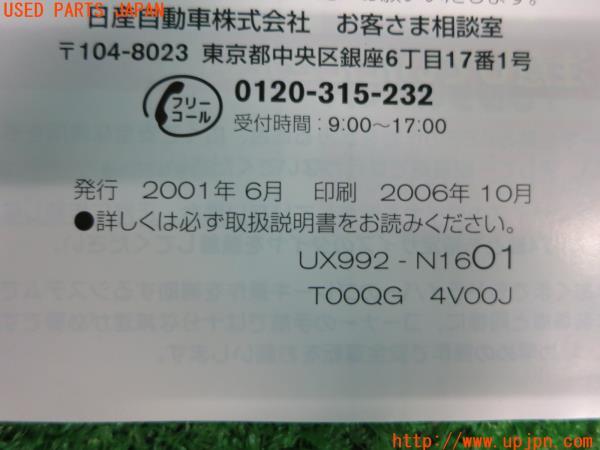 USED PARTS JAPAN
日産自動車株式会社 お客さま相談室
〒104-8023 東京都中央区銀座6丁目17番1号
フリーコール 0120-315-232
受付時間:9:00〜17:00
発行 2001年 6月 印刷 2006年 10月
●詳しくは必ず取扱説明書をお読みください。
UX992 - N1601
T00QG 4V00J
http://www.upjpn.com/